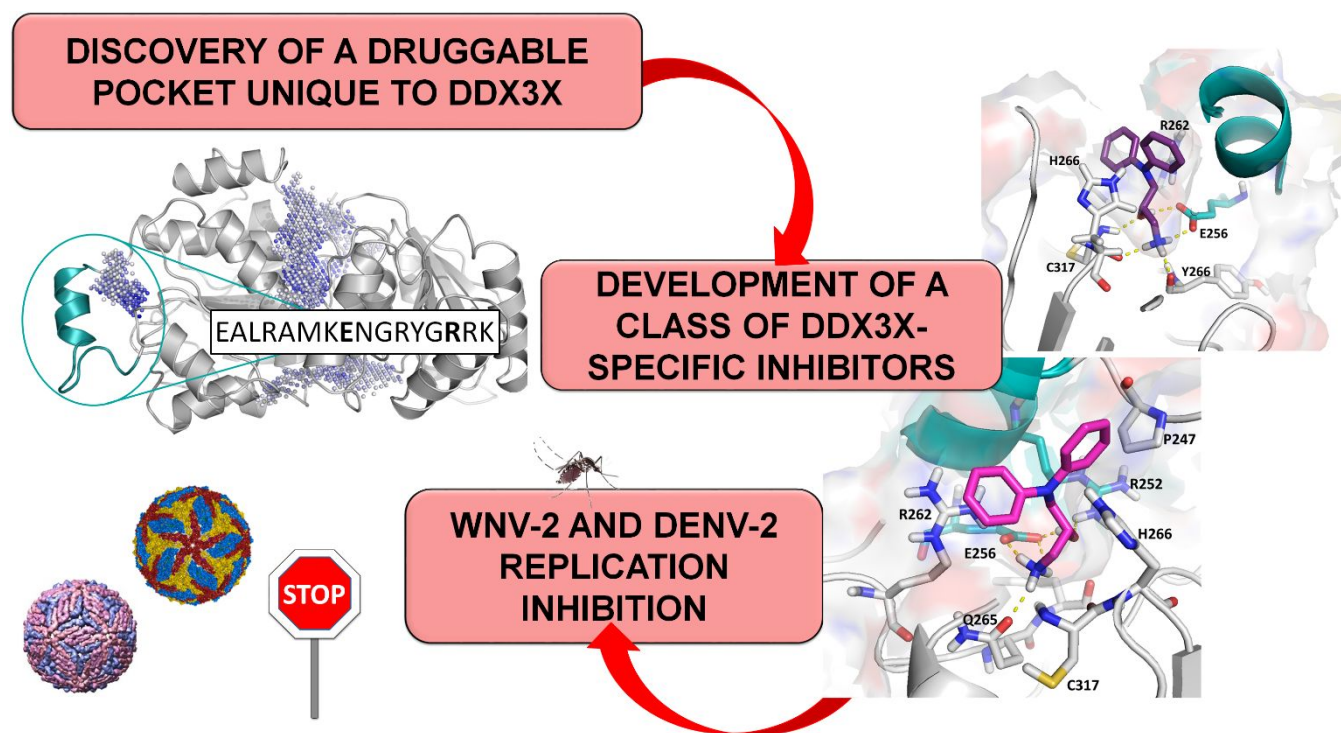 DISCOVERY OF A DRUGGABLE
POCKET UNIQUE TO DDX3X
EALRAMKENGRYGRRK
R262
H266
E256
C317
Y266
DEVELOPMENT OF A
CLASS OF DDX3X-
SPECIFIC INHIBITORS
P247
R252
R262
E256
H266
Q265
C317
WNV-2 AND DENV-2
REPLICATION
INHIBITION
STOP